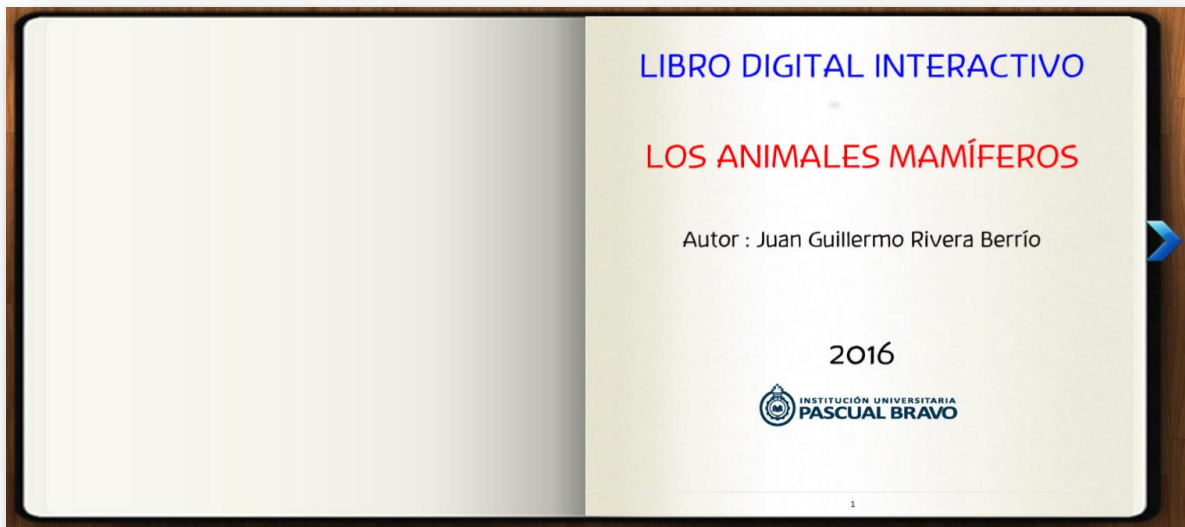 LIBRO DIGITAL INTERACTIVO
LOS ANIMALES MAMÍFEROS
Autor : Juan Guillermo Rivera Berrío
2016
INSTITUCIÓN UNIVERSITARIA
PASCUAL BRAVO
1